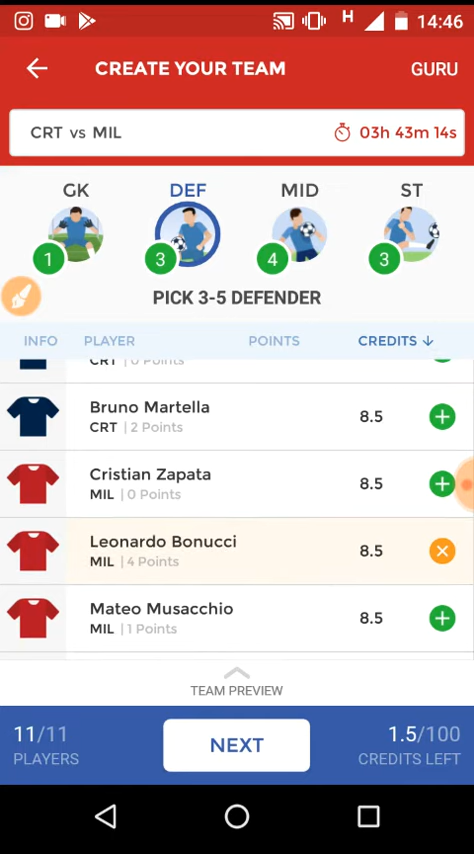 H 14:46
CREATE YOUR TEAM GURU
CRT vs MIL 03h 43m 14s
GK DEF MID ST
1 3 4 3
PICK 3-5 DEFENDER
INFO PLAYER POINTS CREDITS ↓
CRT | 0 Points
Bruno Martella 8.5
CRT | 2 Points
Cristian Zapata 8.5
MIL | 0 Points
Leonardo Bonucci 8.5
MIL | 4 Points
Mateo Musacchio 8.5
MIL | 1 Points
TEAM PREVIEW
11/11 NEXT 1.5/100
PLAYERS CREDITS LEFT